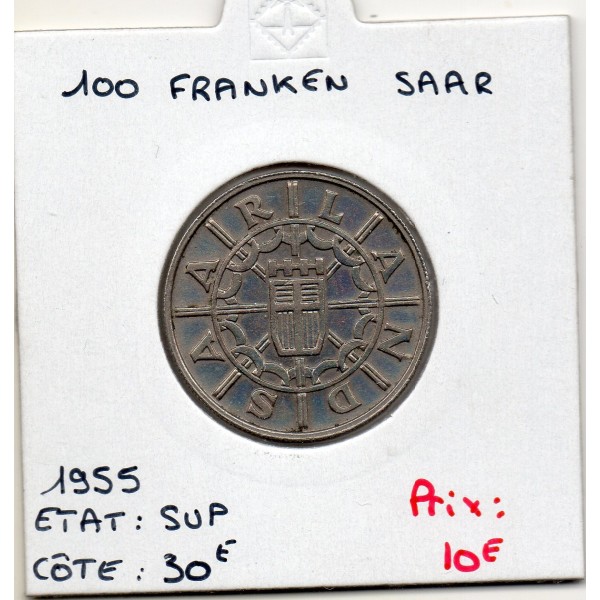 100 FRANKEN SAAR
SAARLAND
1955
ETAT : SUP
CÔTE : 30€
Prix :
10€